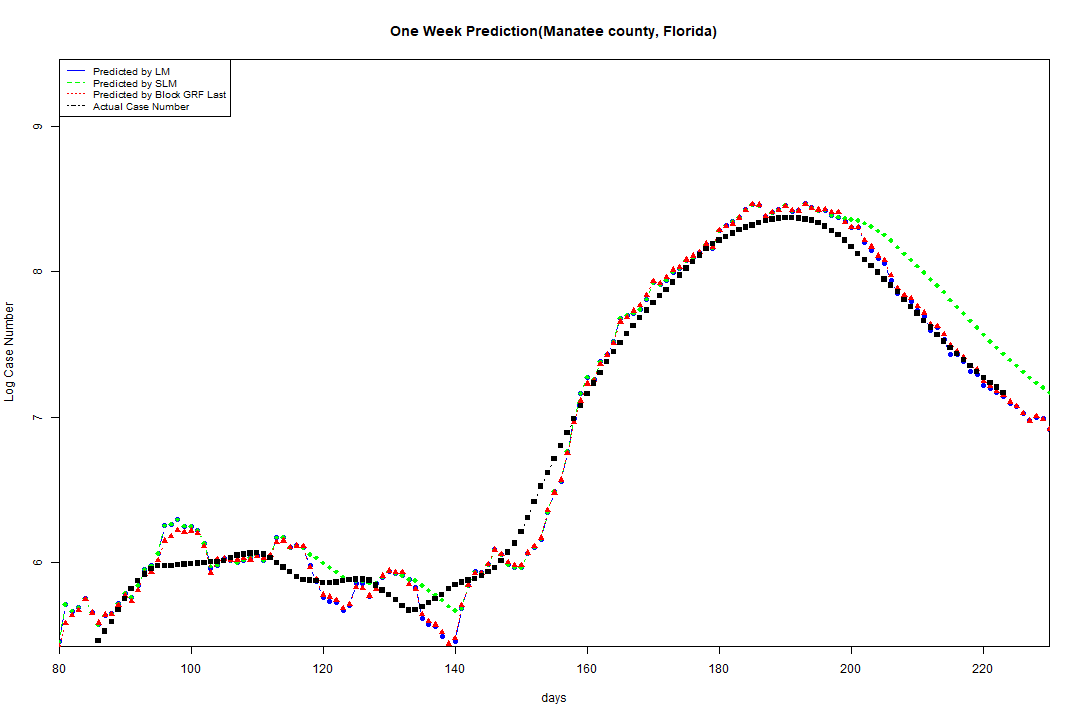 One Week Prediction(Manatee county, Florida)
Predicted by LM
Predicted by SLM
Predicted by Block GRF Last
Actual Case Number
9
8
7
6
Log Case Number
80 100 120 140 160 180 200 220
days